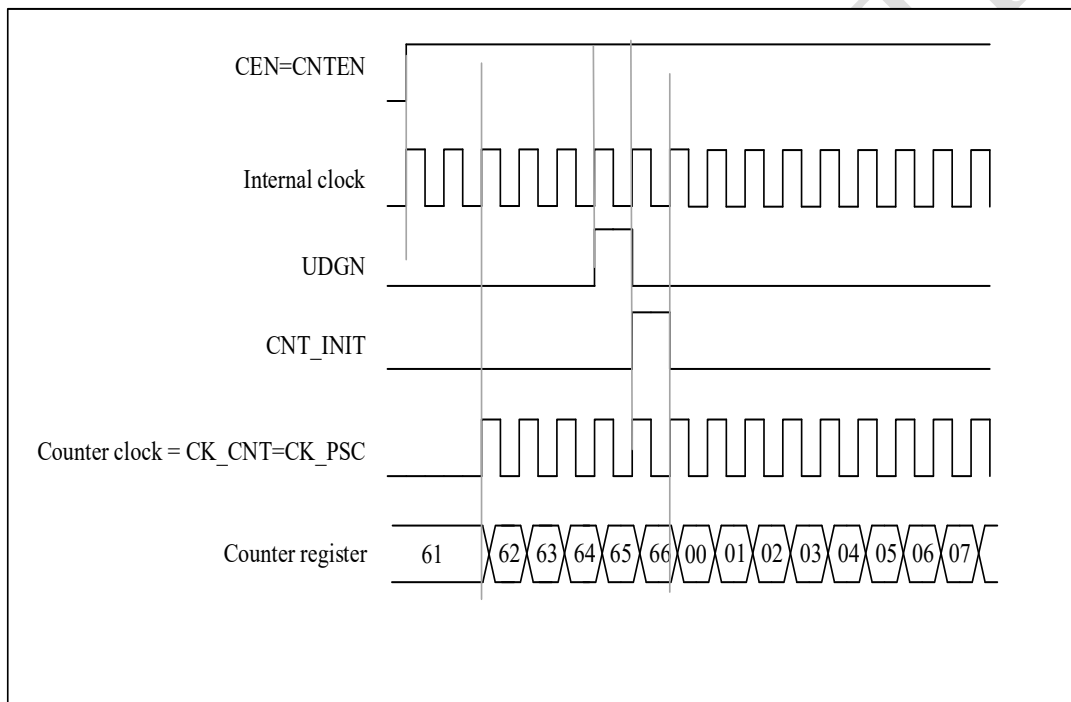 CEN=CNTEN
Internal clock
UDGN
CNT_INIT
Counter clock = CK_CNT=CK_PSC
Counter register 61 62 63 64 65 66 00 01 02 03 04 05 06 07